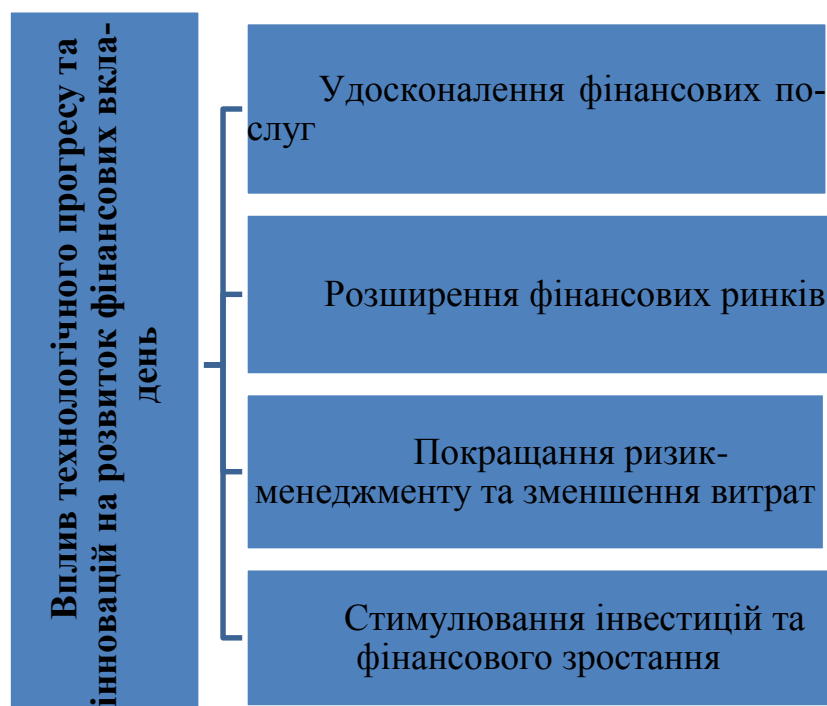 Вплив технологічного прогресу та
інновацій на розвиток фінансових вкла-
день
Удосконалення фінансових по-
слуг
Розширення фінансових ринків
Покращання ризик-
менеджменту та зменшення витрат
Стимулювання інвестицій та
фінансового зростання